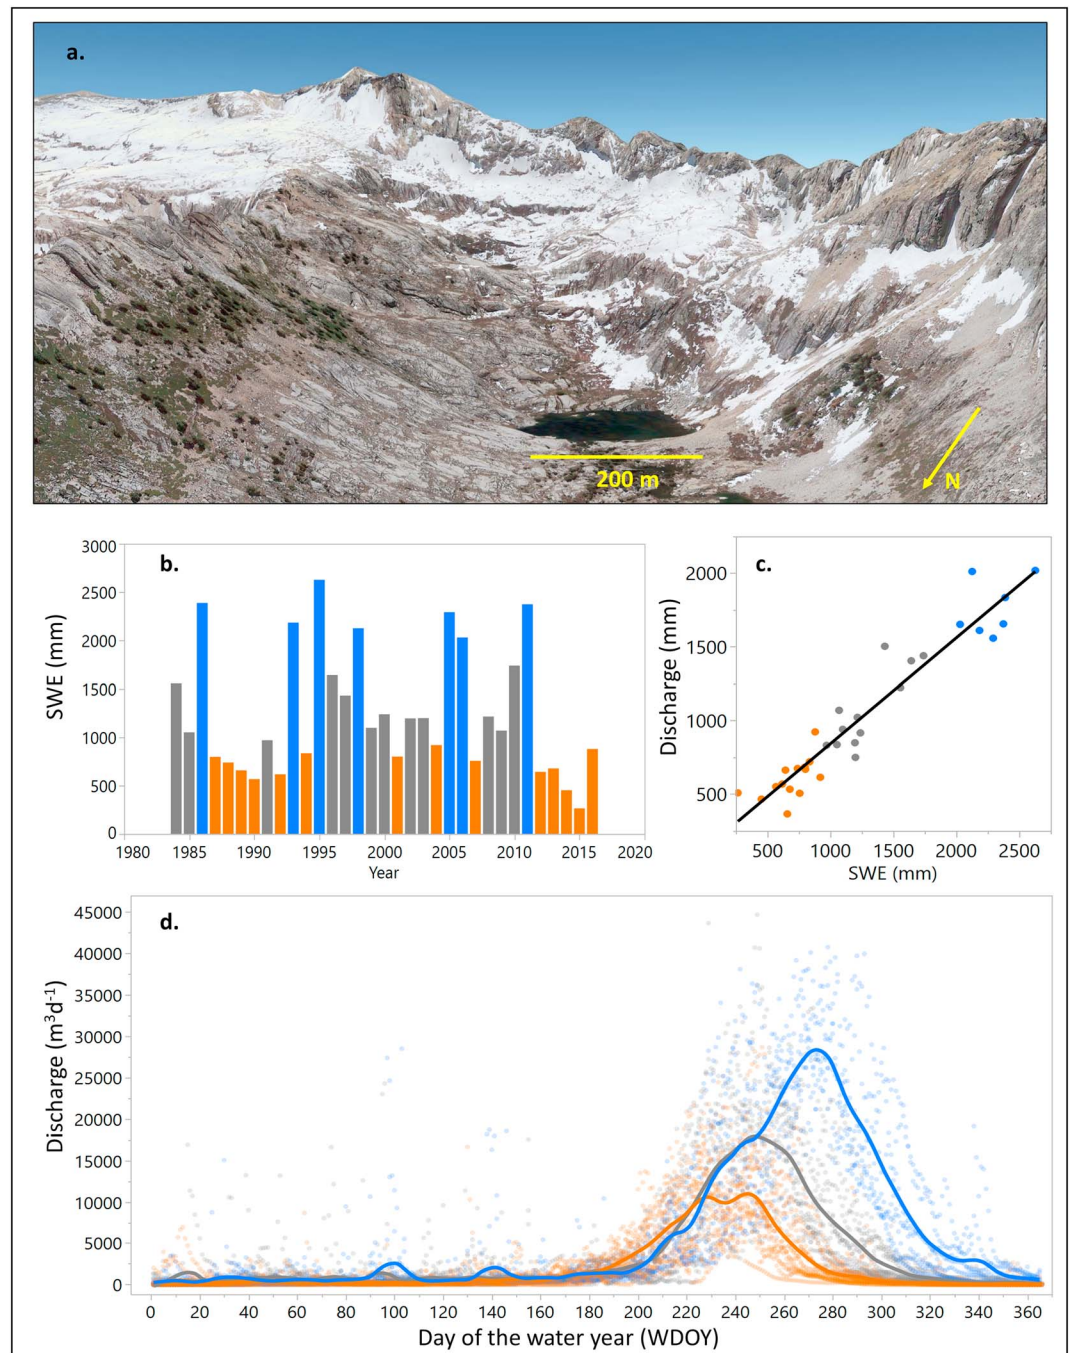 a.
200 m
N
b.
3000
2500
2000
1500
1000
500
0
SWE (mm)
1980 1985 1990 1995 2000 2005 2010 2015 2020
Year
c.
2000
1500
1000
500
Discharge (mm)
500 1000 1500 2000 2500
SWE (mm)
d.
45000
40000
35000
30000
25000
20000
15000
10000
5000
0
Discharge (m³d⁻¹)
0 20 40 60 80 100 120 140 160 180 200 220 240 260 280 300 320 340 360
Day of the water year (WDOY)